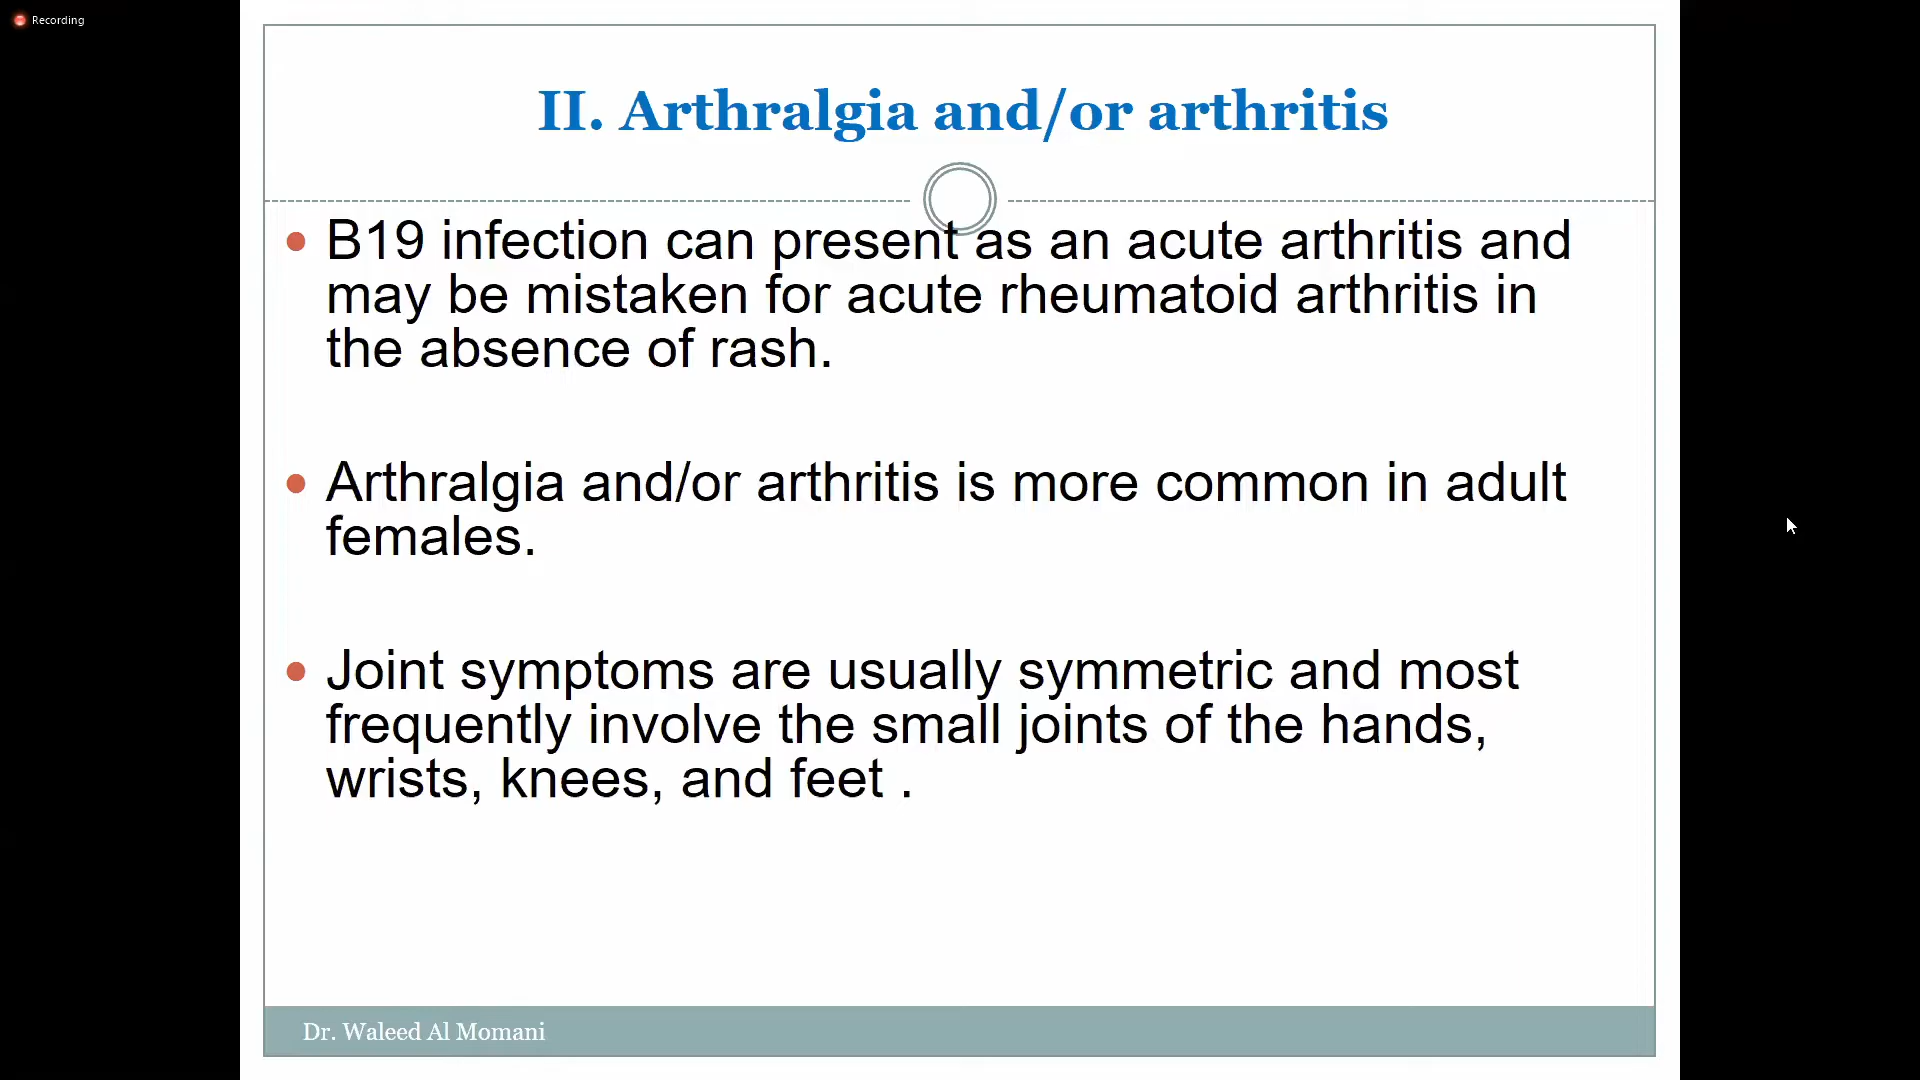 Recording
II. Arthralgia and/or arthritis
B19 infection can present as an acute arthritis and
may be mistaken for acute rheumatoid arthritis in
the absence of rash.
Arthralgia and/or arthritis is more common in adult
females.
Joint symptoms are usually symmetric and most
frequently involve the small joints of the hands,
wrists, knees, and feet .
Dr. Waleed Al Momani